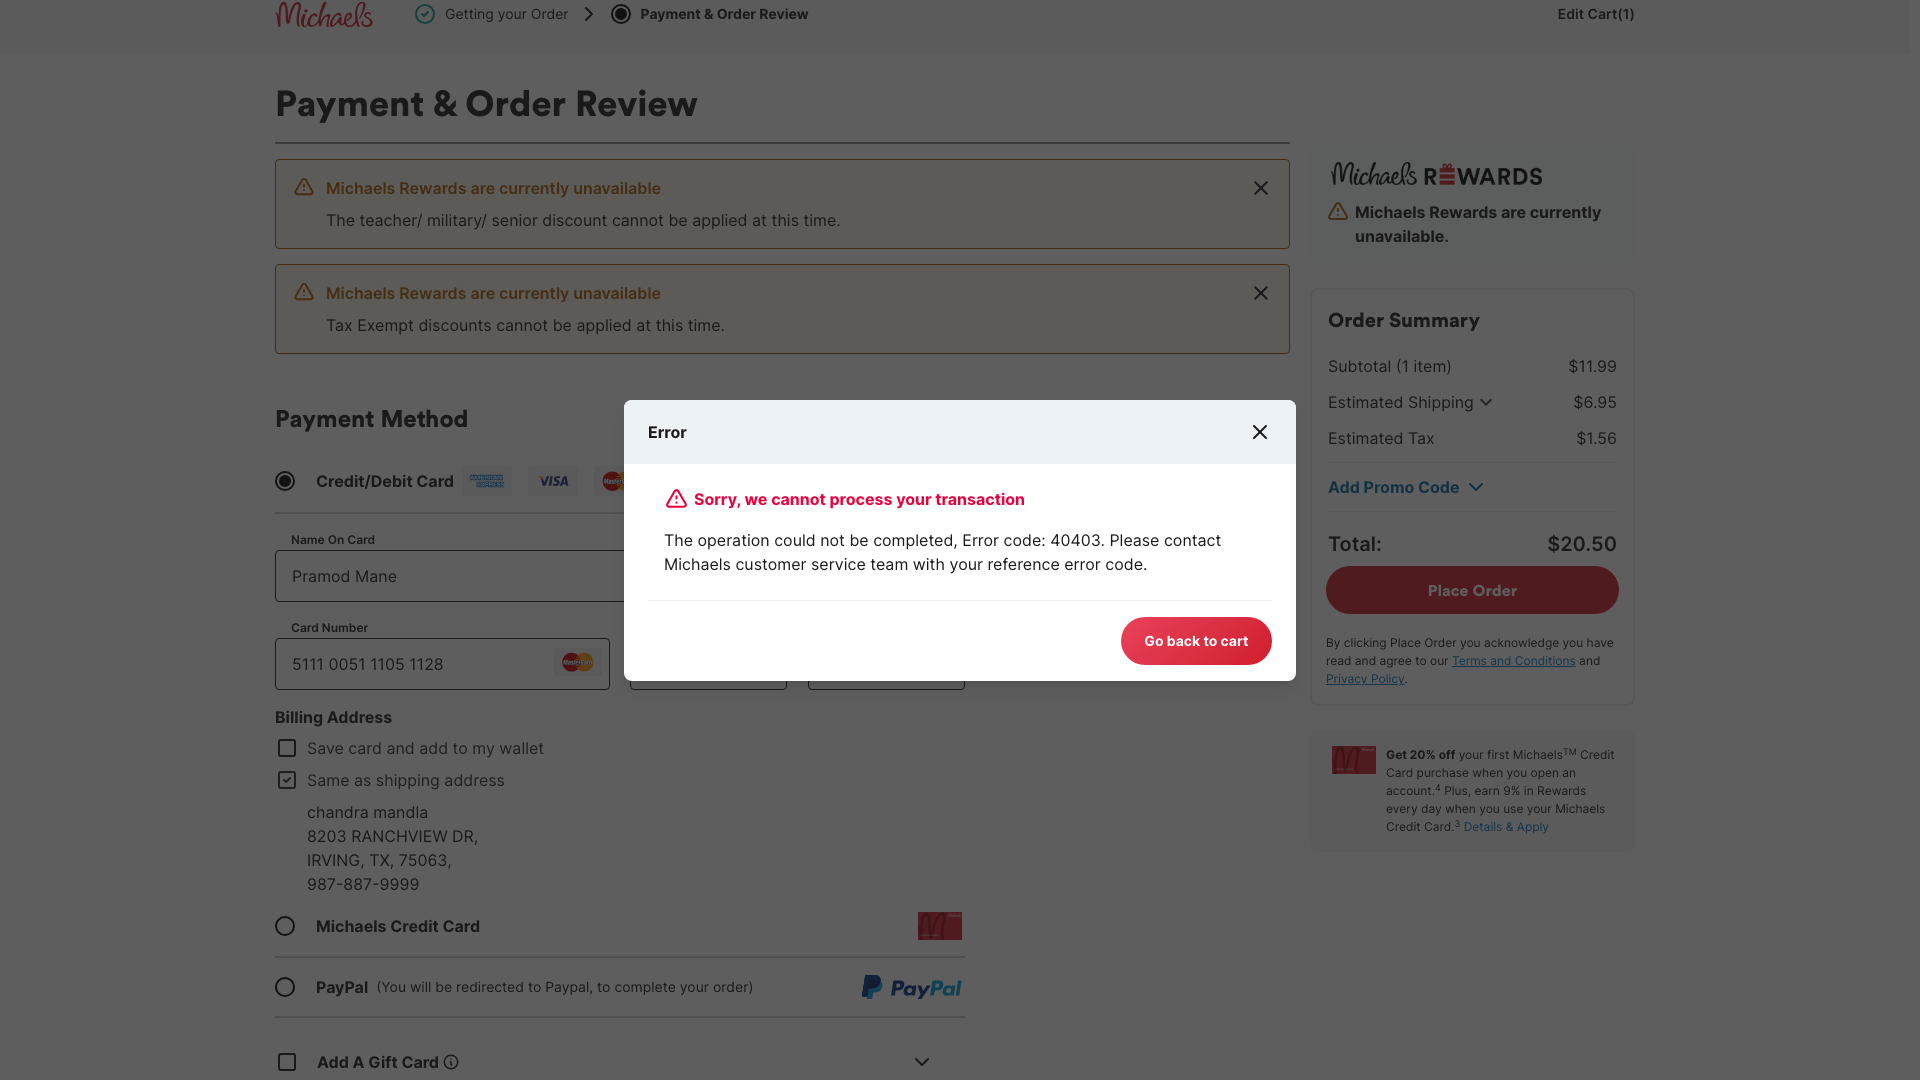 Michaels
Getting your Order
Payment & Order Review
Edit Cart(1)
Payment & Order Review
Michaels Rewards are currently unavailable
The teacher/ military/ senior discount cannot be applied at this time.
Michaels Rewards are currently unavailable
Tax Exempt discounts cannot be applied at this time.
Michaels REWARDS
Michaels Rewards are currently
unavailable.
Payment Method
Credit/Debit Card
AMERICAN EXPRESS
VISA
Name On Card
Pramod Mane
Card Number
5111 0051 1105 1128
MasterCard
Billing Address
Save card and add to my wallet
Same as shipping address
chandra mandla
8203 RANCHVIEW DR,
IRVING, TX, 75063,
987-887-9999
Michaels Credit Card
PayPal (You will be redirected to Paypal, to complete your order)
PayPal
Add A Gift Card
Error
Sorry, we cannot process your transaction
The operation could not be completed, Error code: 40403. Please contact
Michaels customer service team with your reference error code.
Go back to cart
Order Summary
Subtotal (1 item) $11.99
Estimated Shipping $6.95
Estimated Tax $1.56
Add Promo Code
Total: $20.50
Place Order
By clicking Place Order you acknowledge you have
read and agree to our Terms and Conditions and
Privacy Policy.
Get 20% off your first Michaels™ Credit
Card purchase when you open an
account.⁴ Plus, earn 9% in Rewards
every day when you use your Michaels
Credit Card.³ Details & Apply